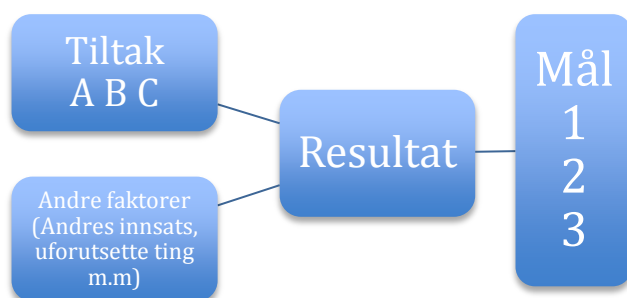 Tiltak
A B C
Andre faktorer
(Andres innsats,
uforutsette ting
m.m)
Resultat
Mål
1
2
3